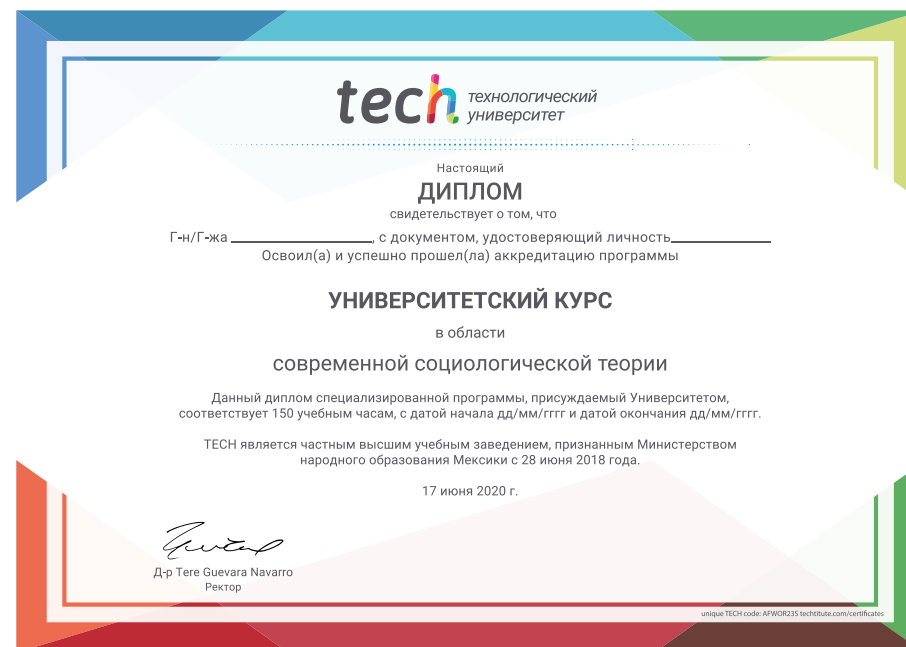 tech технологический
университет
Настоящий
ДИПЛОМ
свидетельствует о том, что
Г-н/Г-жа , с документом, удостоверяющий личность
Освоил(а) и успешно прошел(ла) аккредитацию программы
УНИВЕРСИТЕТСКИЙ КУРС
в области
современной социологической теории
Данный диплом специализированной программы, присуждаемый Университетом,
соответствует 150 учебным часам, с датой начала дд/мм/гггг и датой окончания дд/мм/гггг.
TECH является частным высшим учебным заведением, признанным Министерством
народного образования Мексики с 28 июня 2018 года.
17 июня 2020 г.
Д-р Tere Guevara Navarro
Ректор
unique TECH code: AFWOR23S techtitute.com/certificates